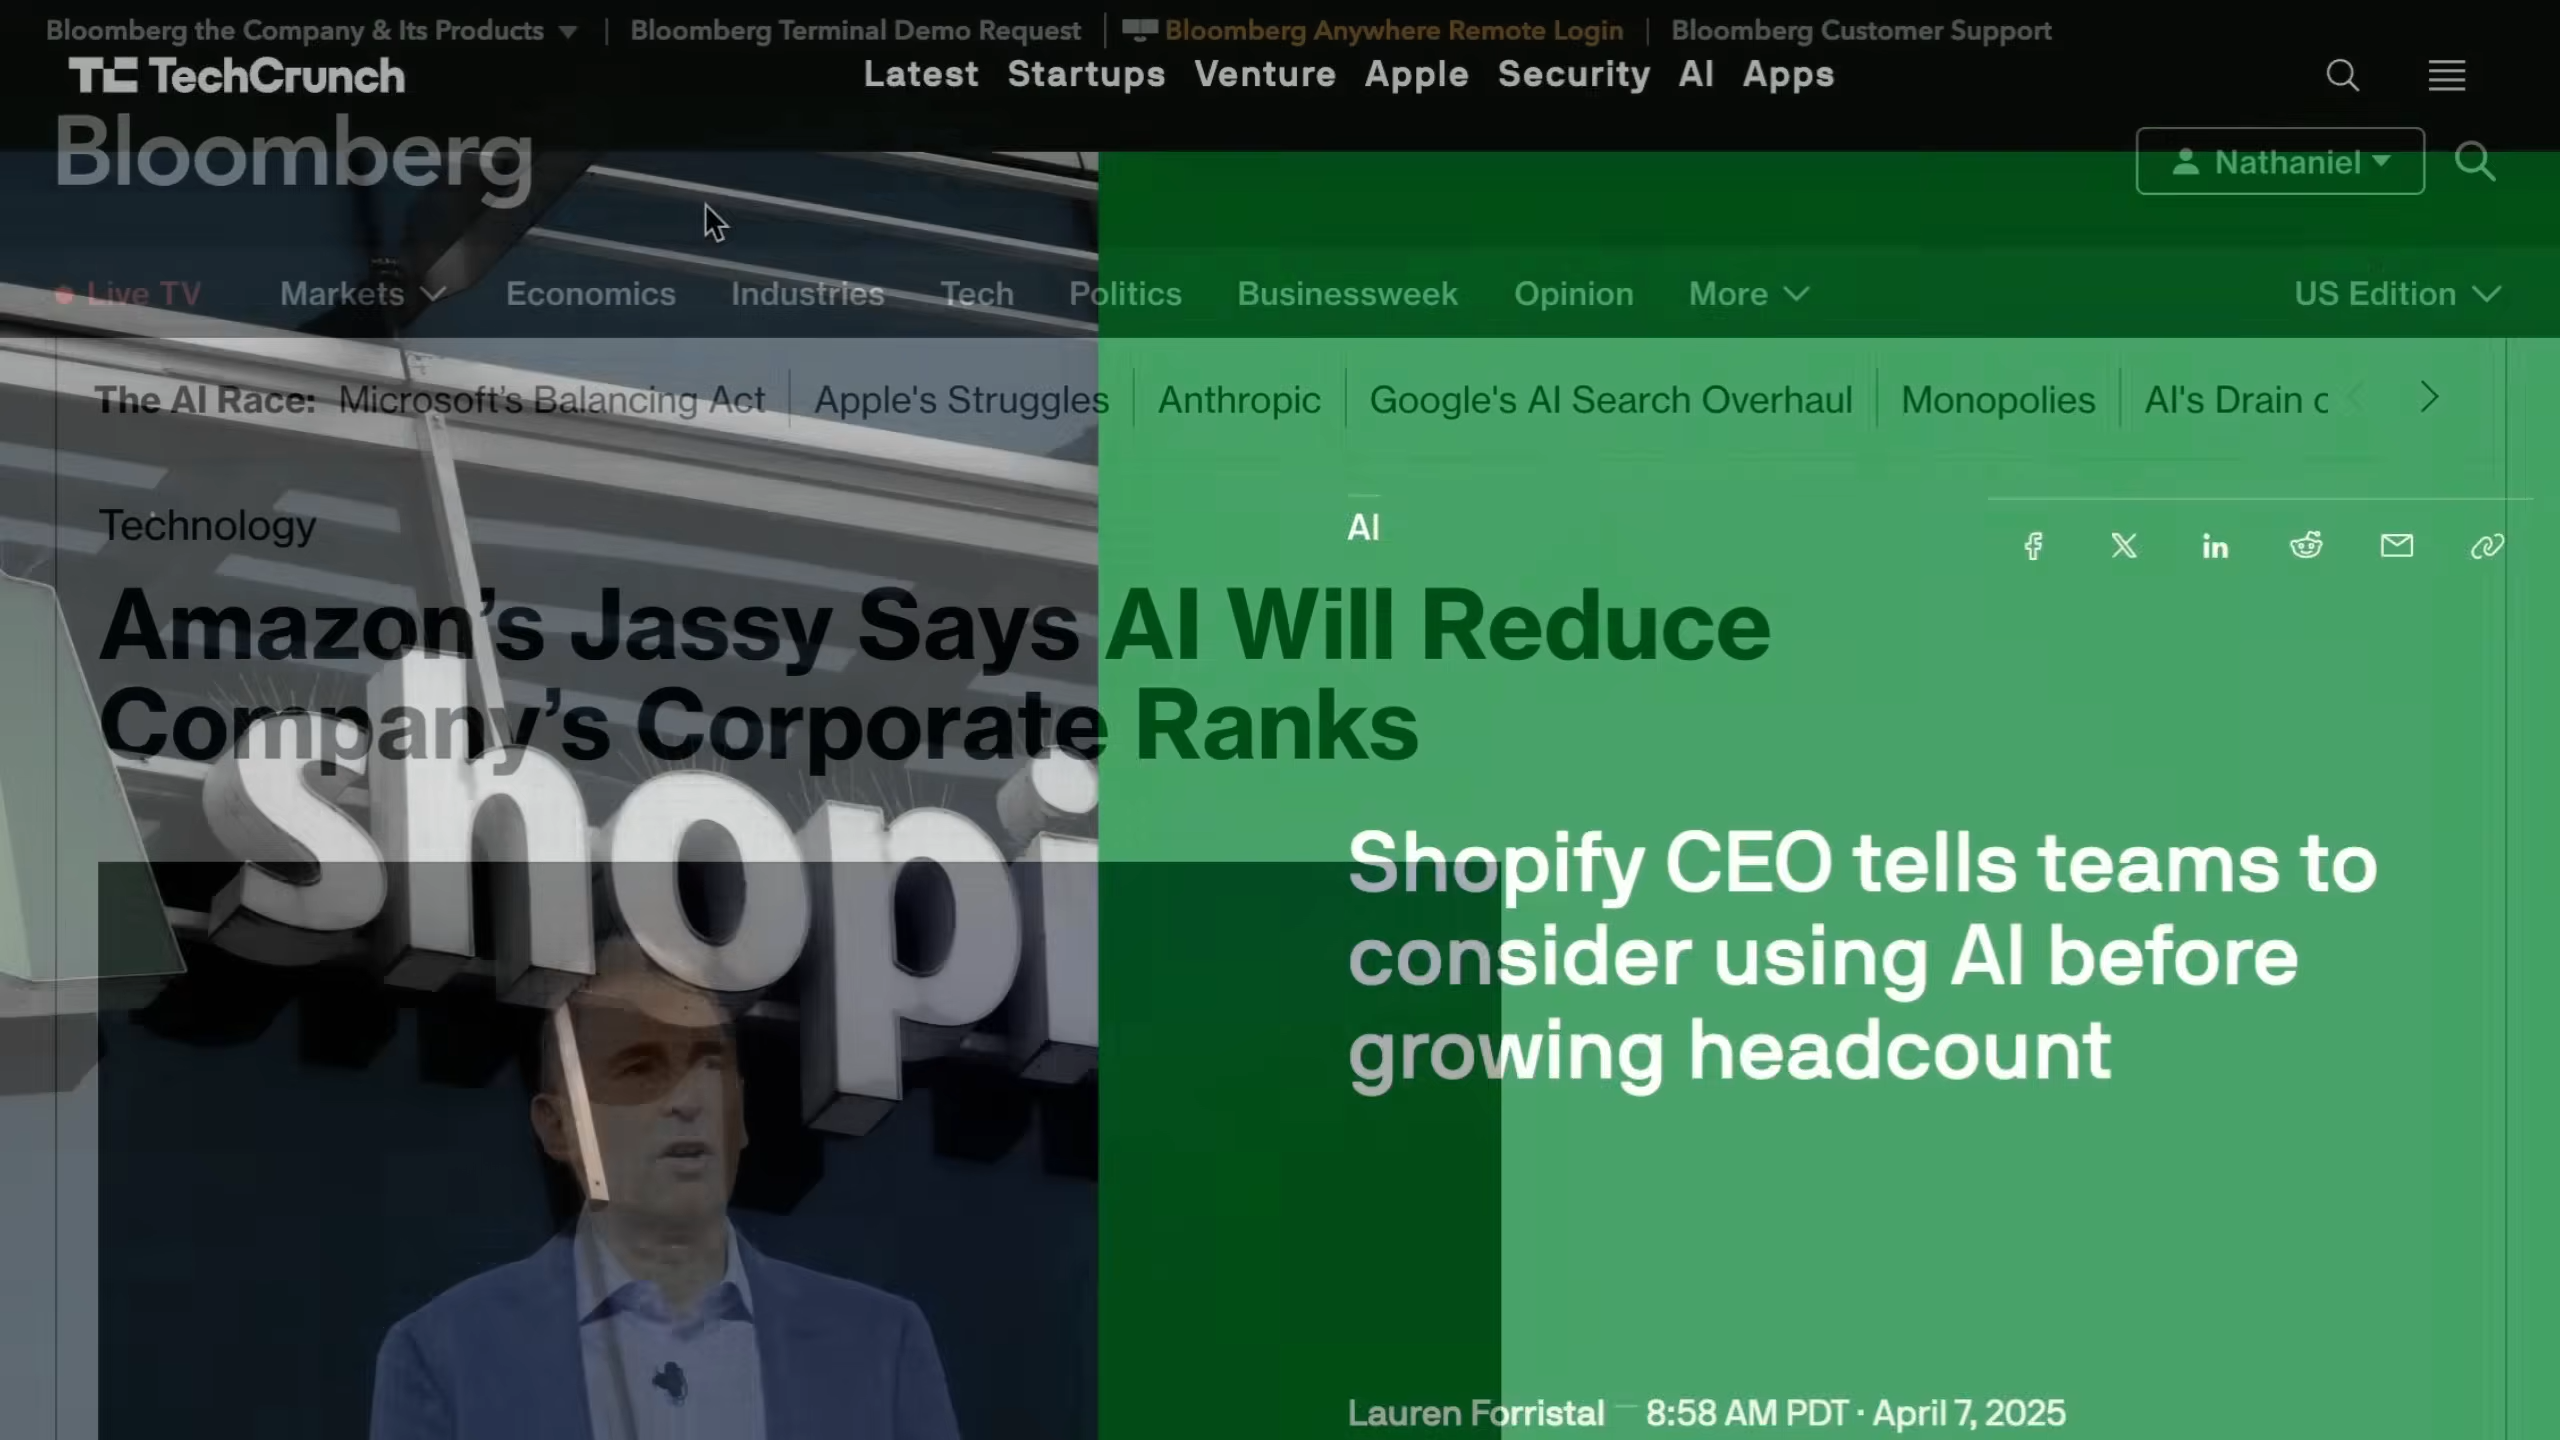 Bloomberg the Company & Its Products
Bloomberg Terminal Demo Request
Bloomberg Anywhere Remote Login
Bloomberg Customer Support
TechCrunch
Latest Startups Venture Apple Security AI Apps
Bloomberg
Nathaniel
Live TV
Markets
Economics
Industries
Tech
Politics
Businessweek
Opinion
More
US Edition
The AI Race:
Microsoft's Balancing Act
Apple's Struggles
Anthropic
Google's AI Search Overhaul
Monopolies
AI's Drain
Technology
Amazon's Jassy Says AI Will Reduce
Company's Corporate Ranks
AI
shopi
Shopify CEO tells teams to
consider using AI before
growing headcount
Lauren Forristal — 8:58 AM PDT · April 7, 2025